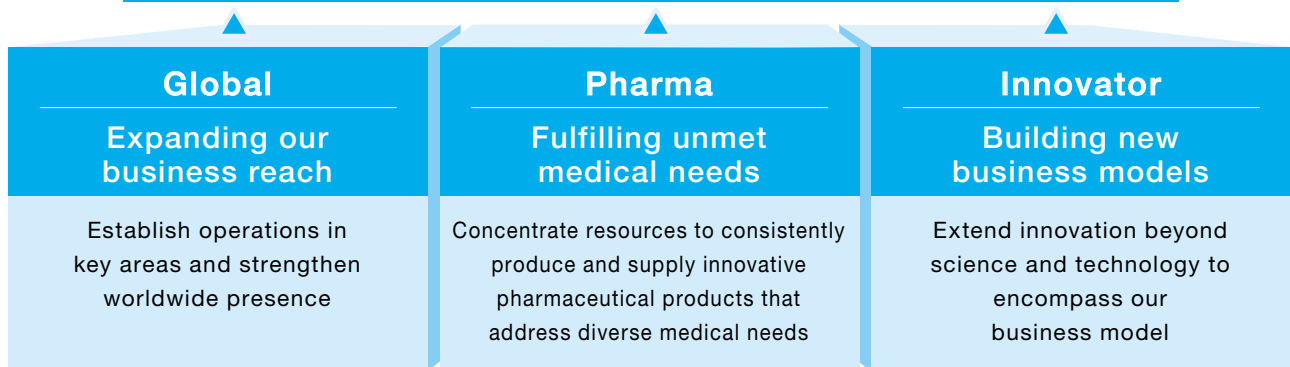 Global
Expanding our
business reach
Establish operations in
key areas and strengthen
worldwide presence
Pharma
Fulfilling unmet
medical needs
Concentrate resources to consistently
produce and supply innovative
pharmaceutical products that
address diverse medical needs
Innovator
Building new
business models
Extend innovation beyond
science and technology to
encompass our
business model